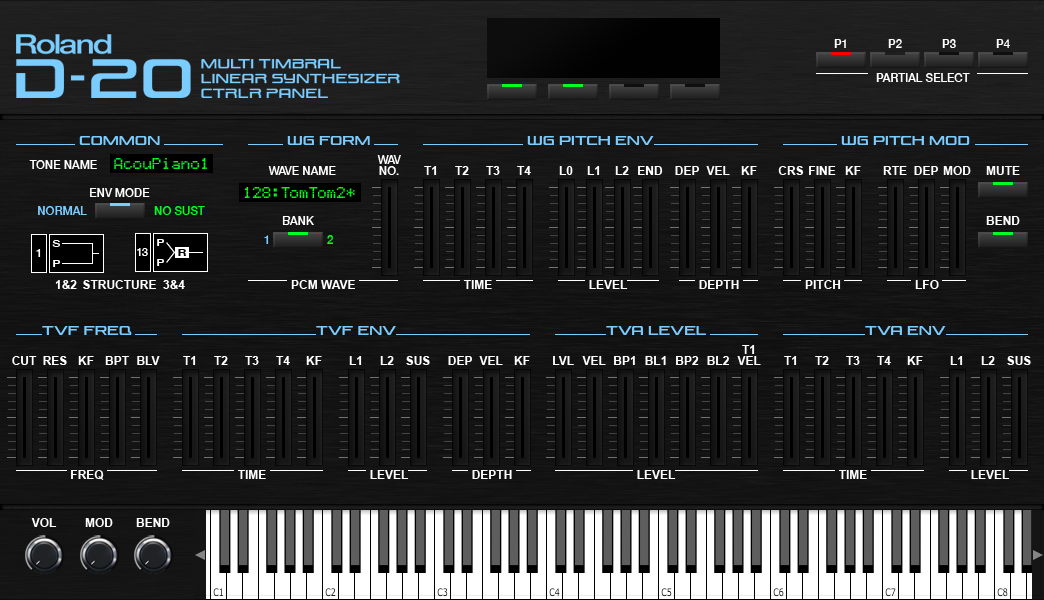 Roland
D-20 MULTI TIMBRAL
LINEAR SYNTHESIZER
CTRLR PANEL
P1 P2 P3 P4
PARTIAL SELECT
COMMON
TONE NAME AcouPiano1
ENV MODE
NORMAL NO SUST
1 S P
13 P P R
1&2 STRUCTURE 3&4
WG FORM
WAVE NAME
WAV NO.
128:TomTom2*
BANK
1 2
PCM WAVE
WG PITCH ENV
T1 T2 T3 T4 L0 L1 L2 END DEP VEL KF
TIME LEVEL DEPTH
WG PITCH MOD
CRS FINE KF RTE DEP MOD MUTE
BEND
PITCH LFO
TVF FREQ
CUT RES KF BPT BLV
FREQ
TVF ENV
T1 T2 T3 T4 KF L1 L2 SUS DEP VEL KF
TIME LEVEL DEPTH
TVA LEVEL
LVL VEL BP1 BL1 BP2 BL2 T1 VEL
LEVEL
TVA ENV
T1 T2 T3 T4 KF L1 L2 SUS
TIME LEVEL
VOL MOD BEND
C1 C2 C3 C4 C5 C6 C7 C8